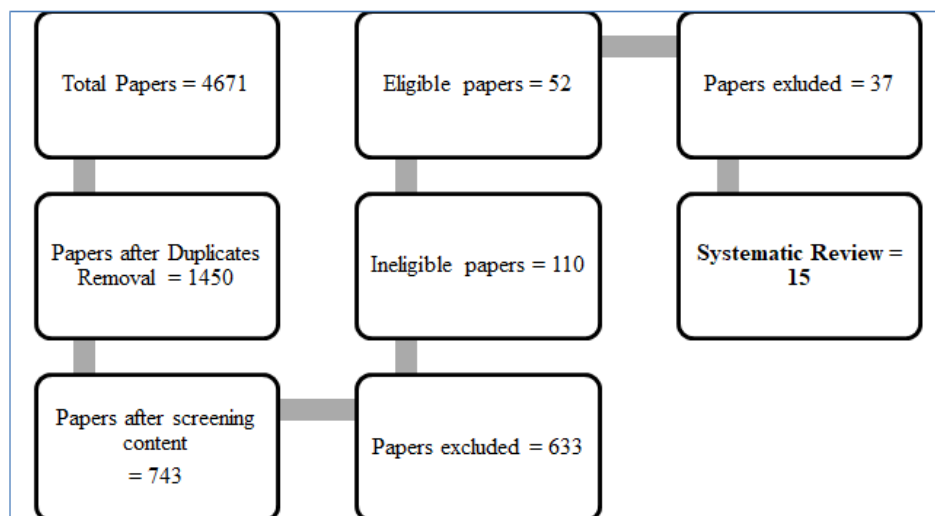 Total Papers = 4671
Papers after Duplicates
Removal = 1450
Papers after screening
content
= 743
Papers excluded = 633
Ineligible papers = 110
Eligible papers = 52
Papers exluded = 37
Systematic Review =
15